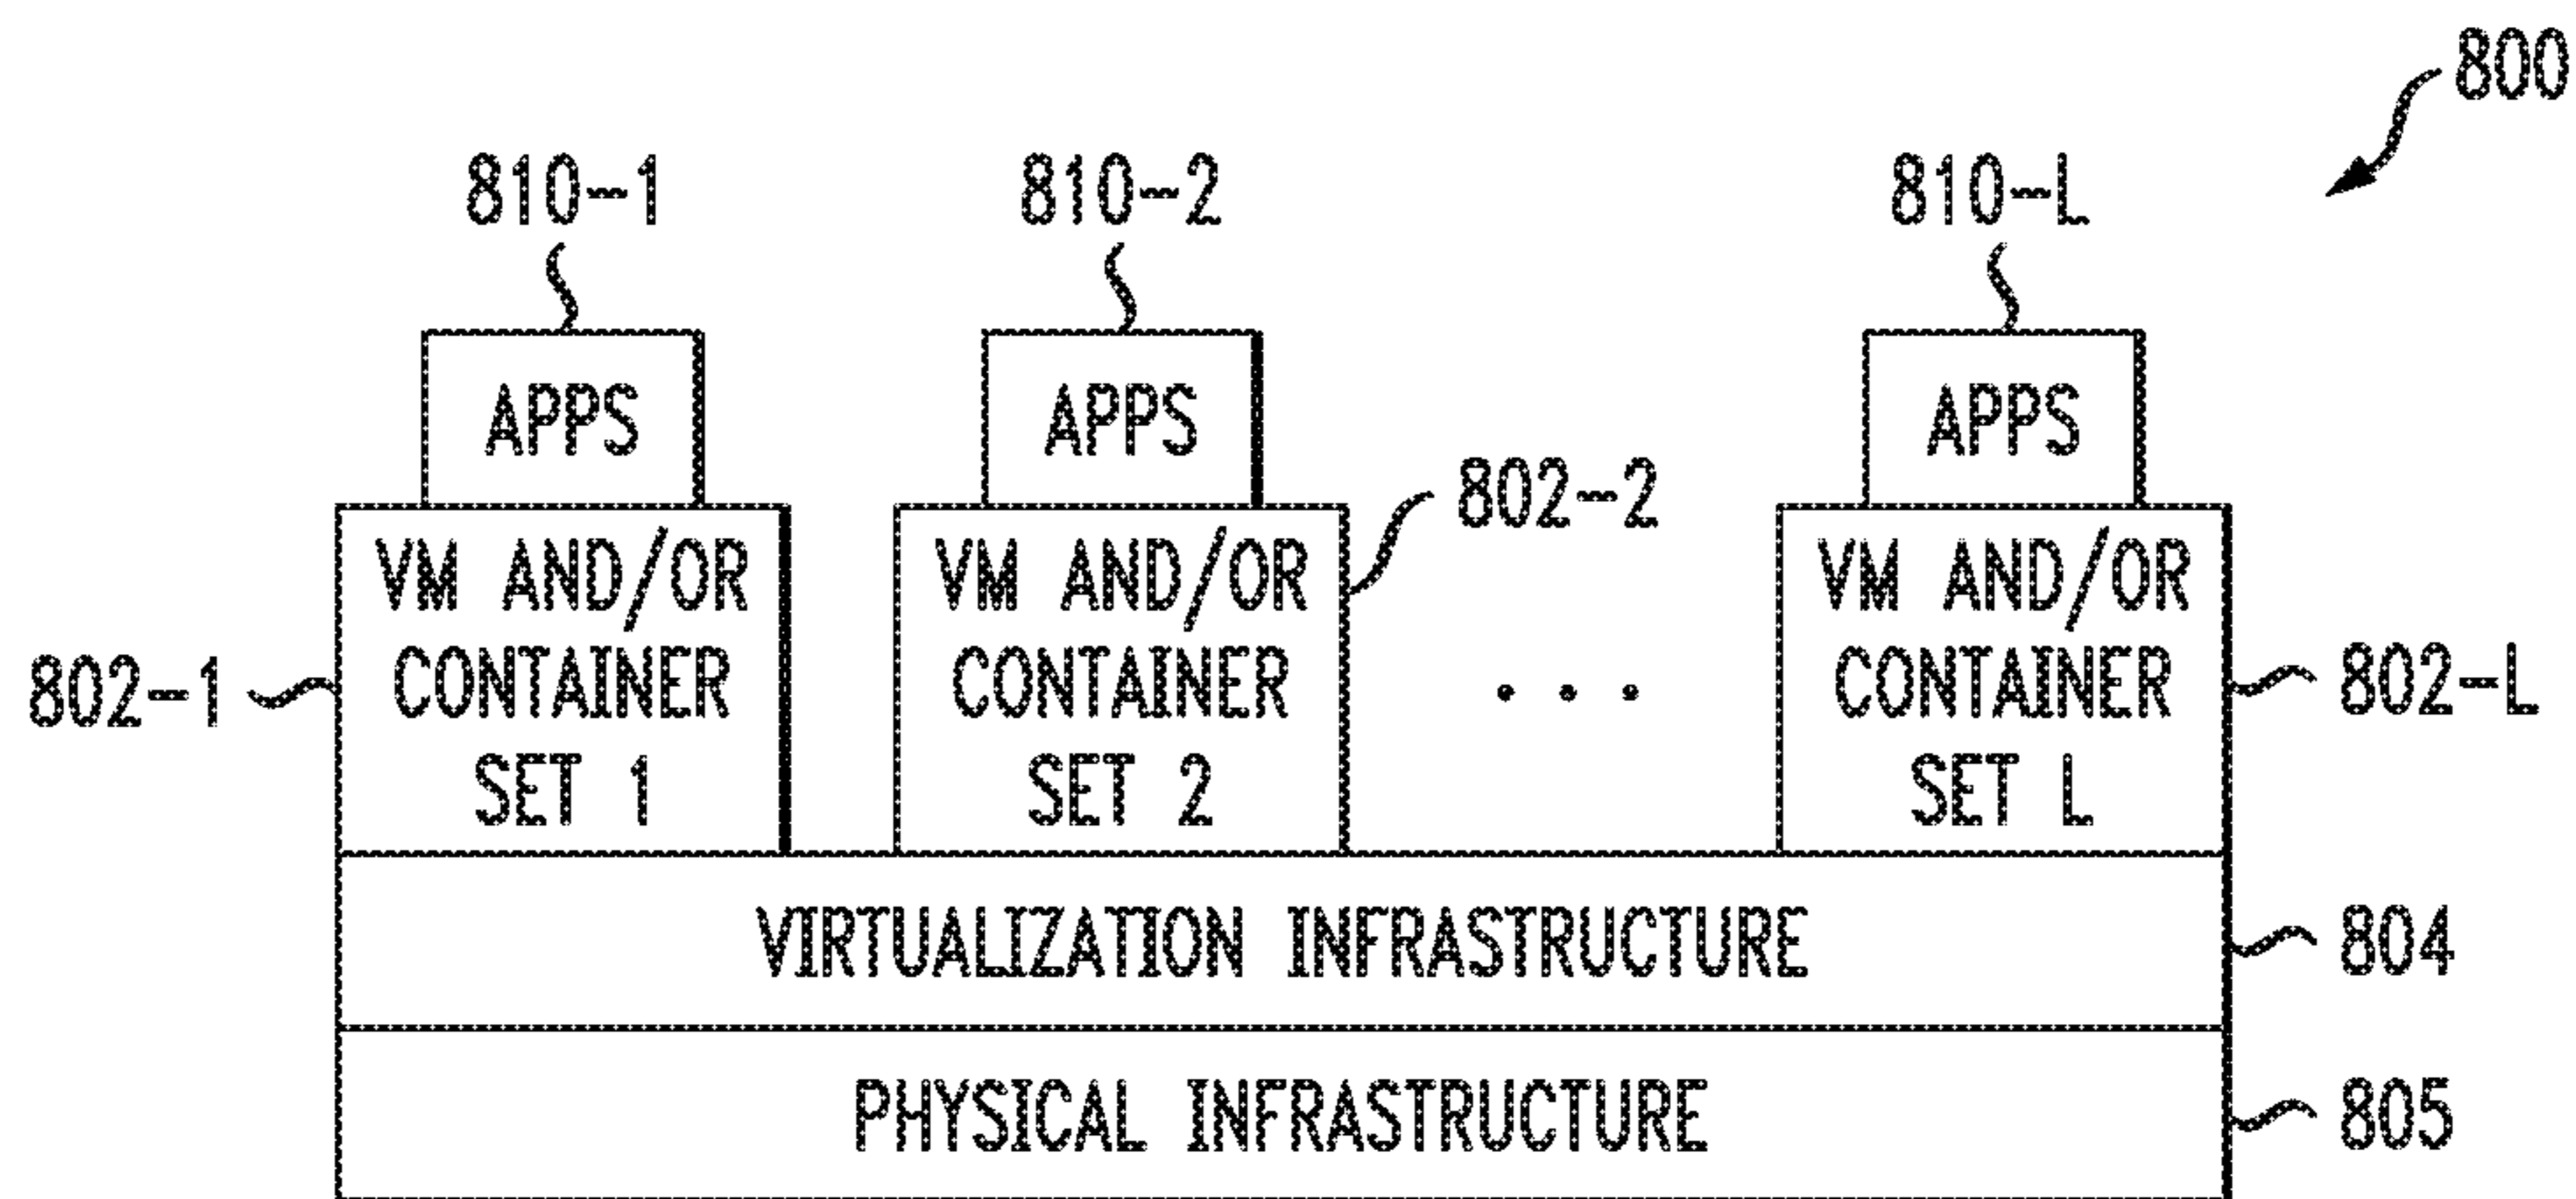 800
810-1 810-2 810-L
APPS APPS APPS
802-2
VM AND/OR VM AND/OR VM AND/OR
CONTAINER CONTAINER CONTAINER
802-1 . . . 802-L
SET 1 SET 2 SET L
VIRTUALIZATION INFRASTRUCTURE 804
PHYSICAL INFRASTRUCTURE 805